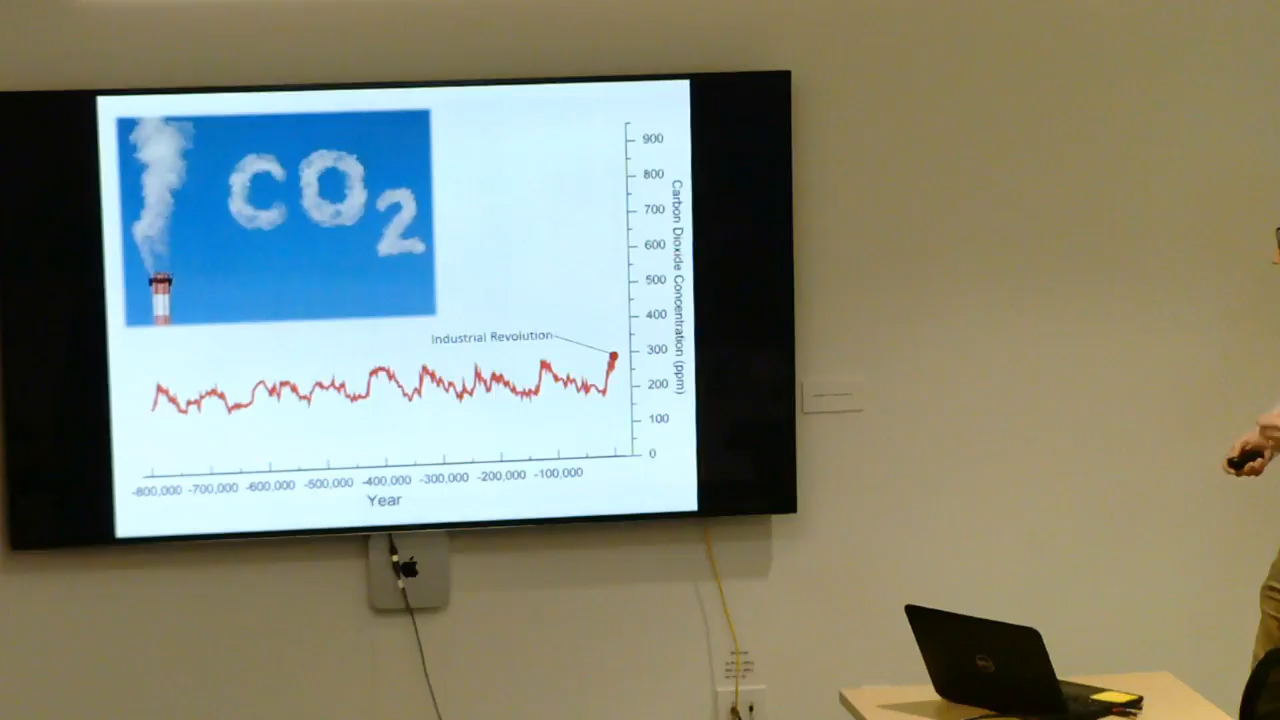 CO2
900
800
700
600
500
400
300
200
100
0
Carbon Dioxide Concentration (ppm)
Industrial Revolution
-800,000 -700,000 -600,000 -500,000 -400,000 -300,000 -200,000 -100,000
Year